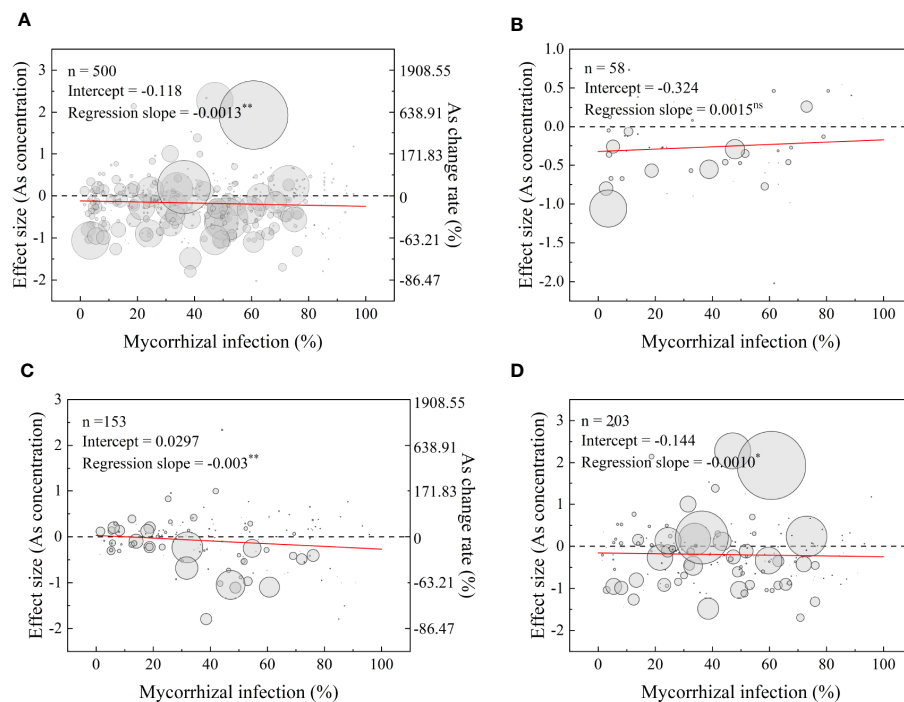 A
n = 500
Intercept = -0.118
Regression slope = -0.0013**
Effect size (As concentration)
3
2
1
0
-1
-2
As change rate (%)
1908.55
638.91
171.83
0
-63.21
-86.47
0 20 40 60 80 100
Mycorrhizal infection (%)
B
n = 58
Intercept = -0.324
Regression slope = 0.0015ns
Effect size (As concentration)
1.0
0.5
0.0
-0.5
-1.0
-1.5
-2.0
0 20 40 60 80 100
Mycorrhizal infection (%)
C
n =153
Intercept = 0.0297
Regression slope = -0.003**
Effect size (As concentration)
3
2
1
0
-1
-2
As change rate (%)
1908.55
638.91
171.83
0
-63.21
-86.47
0 20 40 60 80 100
Mycorrhizal infection (%)
D
n = 203
Intercept = -0.144
Regression slope = -0.0010*
Effect size (As concentration)
3
2
1
0
-1
-2
0 20 40 60 80 100
Mycorrhizal infection (%)